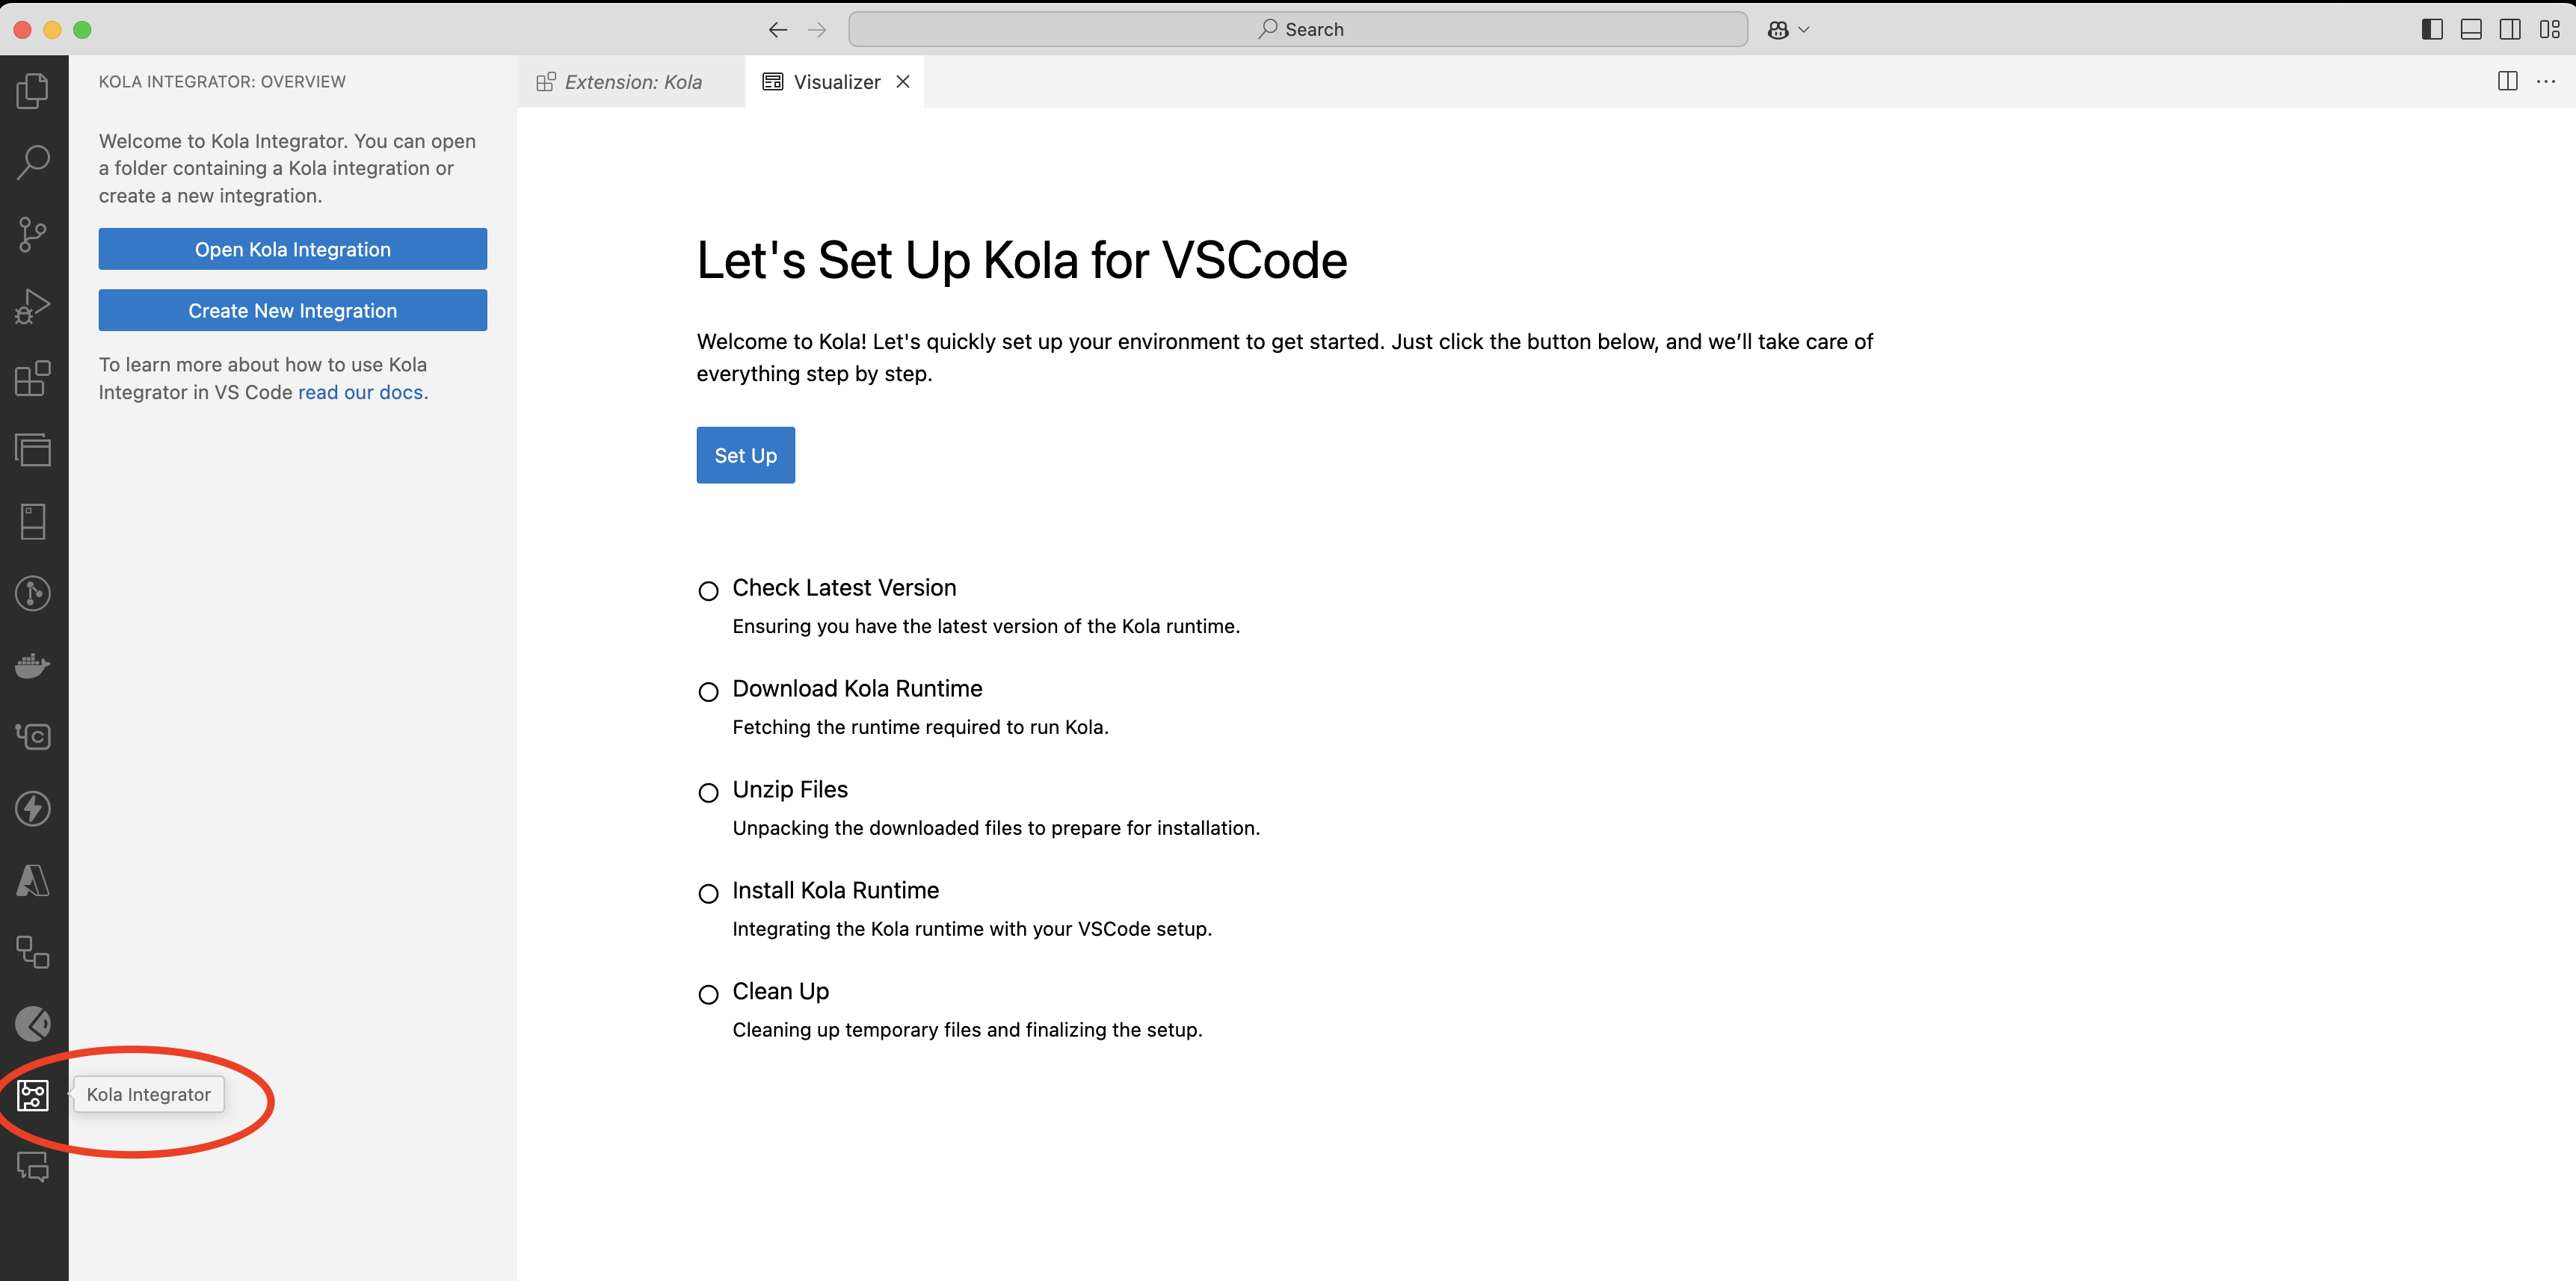 Search
KOLA INTEGRATOR: OVERVIEW
Welcome to Kola Integrator. You can open
a folder containing a Kola integration or
create a new integration.
Open Kola Integration
Create New Integration
To learn more about how to use Kola
Integrator in VS Code read our docs.
Kola Integrator
Extension: Kola
Visualizer
Let's Set Up Kola for VSCode
Welcome to Kola! Let's quickly set up your environment to get started. Just click the button below, and we’ll take care of
everything step by step.
Set Up
Check Latest Version
Ensuring you have the latest version of the Kola runtime.
Download Kola Runtime
Fetching the runtime required to run Kola.
Unzip Files
Unpacking the downloaded files to prepare for installation.
Install Kola Runtime
Integrating the Kola runtime with your VSCode setup.
Clean Up
Cleaning up temporary files and finalizing the setup.